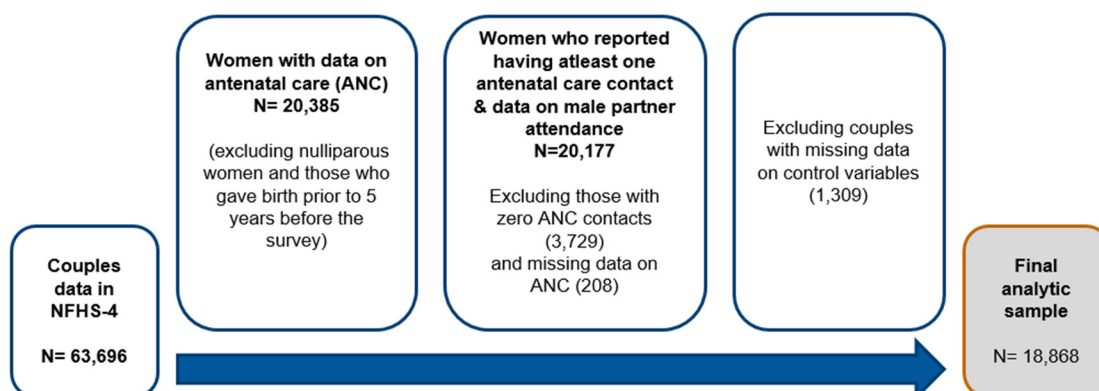 Couples
data in
NFHS-4
N= 63,696
Women with data on
antenatal care (ANC)
N= 20,385
(excluding nulliparous
women and those who
gave birth prior to 5
years before the
survey)
Women who reported
having atleast one
antenatal care contact
& data on male partner
attendance
N=20,177
Excluding those with
zero ANC contacts
(3,729)
and missing data on
ANC (208)
Excluding couples
with missing data
on control variables
(1,309)
Final
analytic
sample
N= 18,868